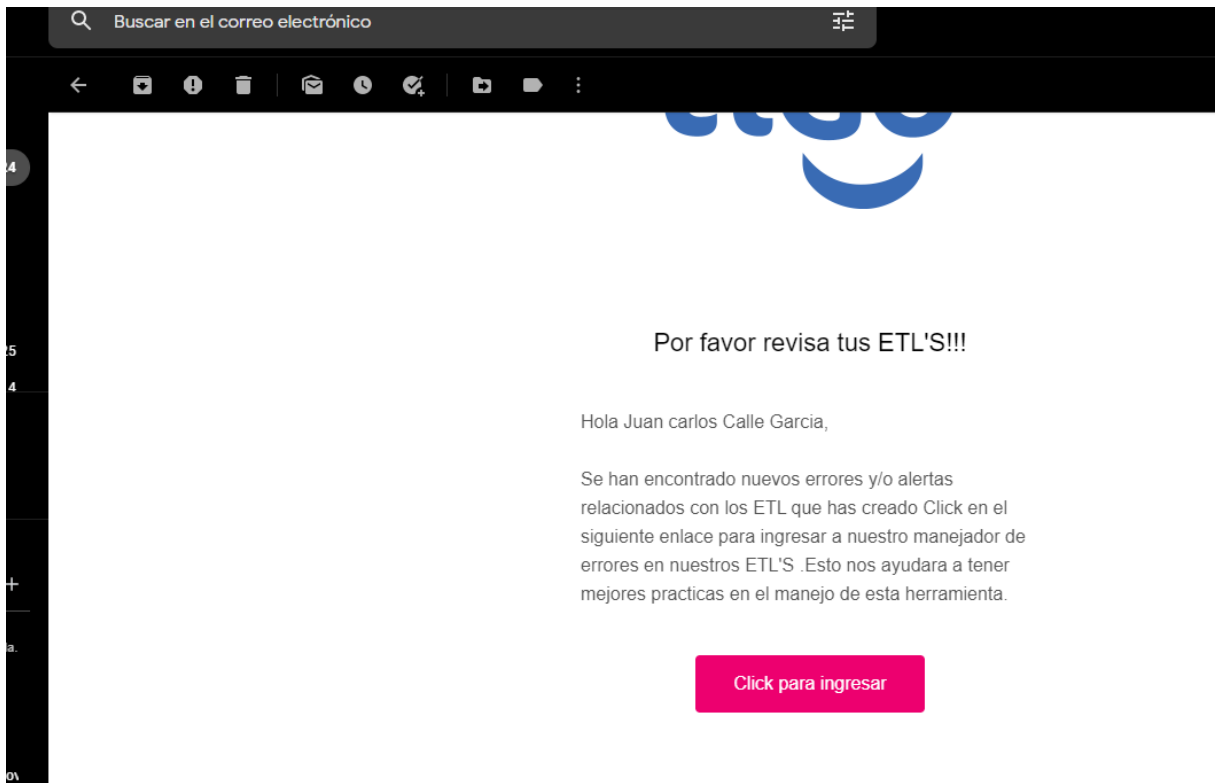 Buscar en el correo electrónico
24
Por favor revisa tus ETL'S!!!
Hola Juan carlos Calle Garcia,
Se han encontrado nuevos errores y/o alertas
relacionados con los ETL que has creado Click en el
siguiente enlace para ingresar a nuestro manejador de
errores en nuestros ETL'S .Esto nos ayudara a tener
mejores practicas en el manejo de esta herramienta.
Click para ingresar